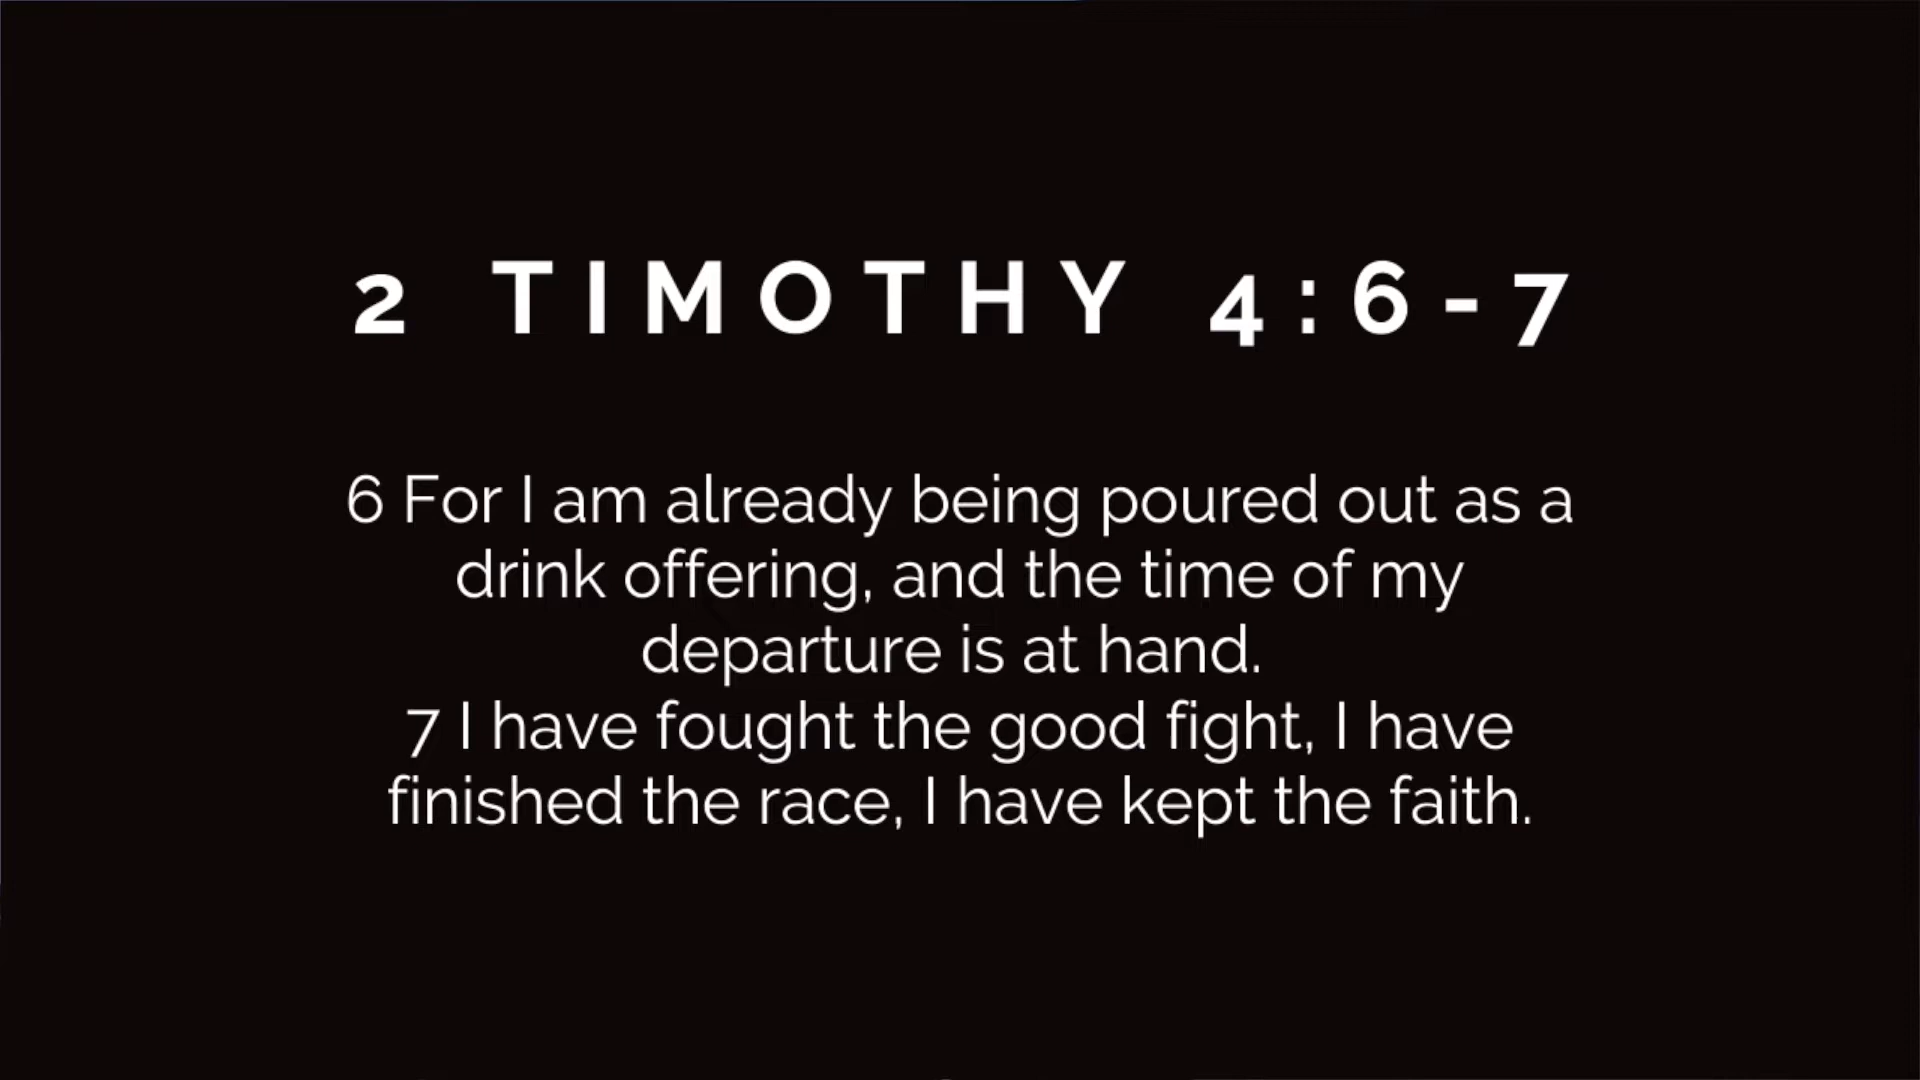 2 TIMOTHY 4:6-7
6 For I am already being poured out as a
drink offering, and the time of my
departure is at hand.
7 I have fought the good fight, I have
finished the race, I have kept the faith.